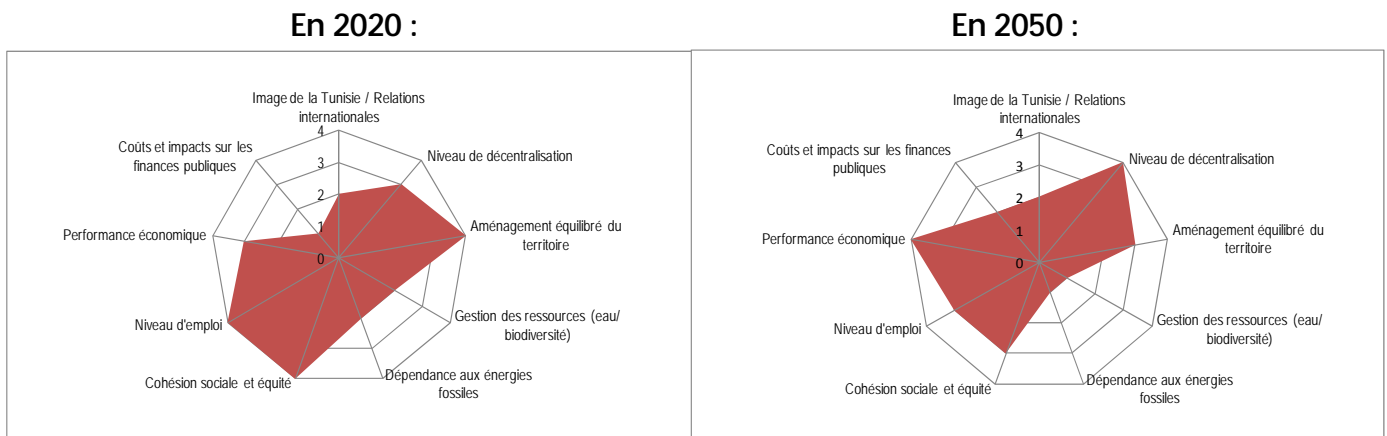 En 2020 :
Image de la Tunisie / Relations
internationales
Niveau de décentralisation
Aménagement équilibré du
territoire
Gestion des ressources (eau/
biodiversité)
Dépendance aux énergies
fossiles
Cohésion sociale et équité
Niveau d'emploi
Performance économique
Coûts et impacts sur les
finances publiques
4
3
2
1
0
En 2050 :
Image de la Tunisie / Relations
internationales
Niveau de décentralisation
Aménagement équilibré du
territoire
Gestion des ressources (eau/
biodiversité)
Dépendance aux énergies
fossiles
Cohésion sociale et équité
Niveau d'emploi
Performance économique
Coûts et impacts sur les finances
publiques
4
3
2
1
0